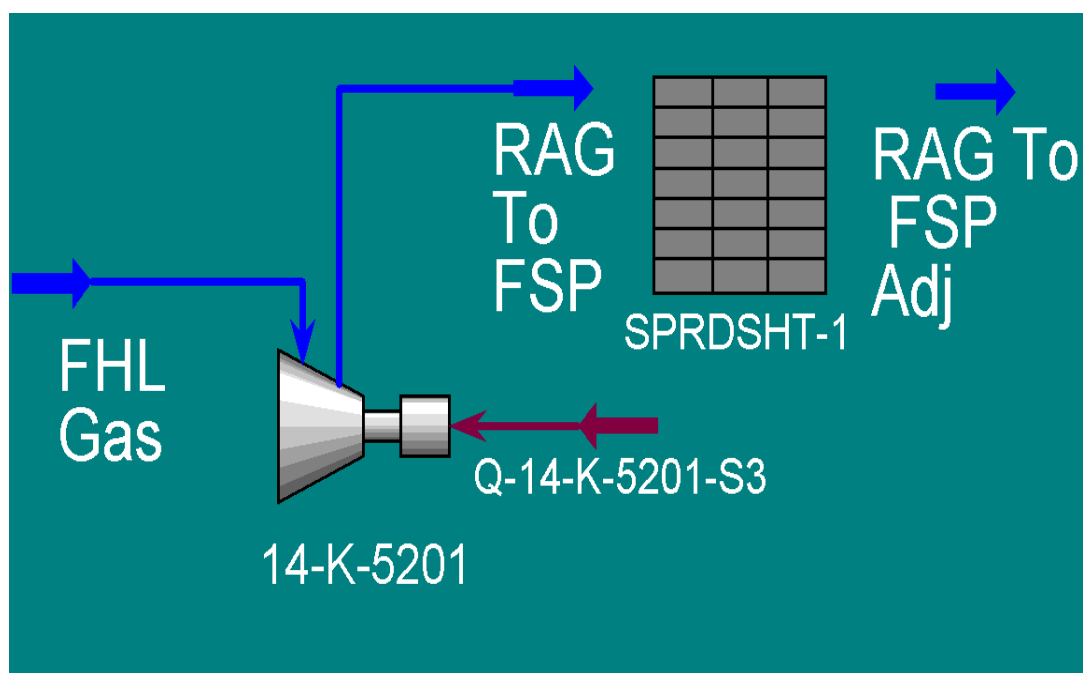 RAG
To
FSP
SPRDSHT-1
RAG To
FSP
Adj
FHL
Gas
Q-14-K-5201-S3
14-K-5201